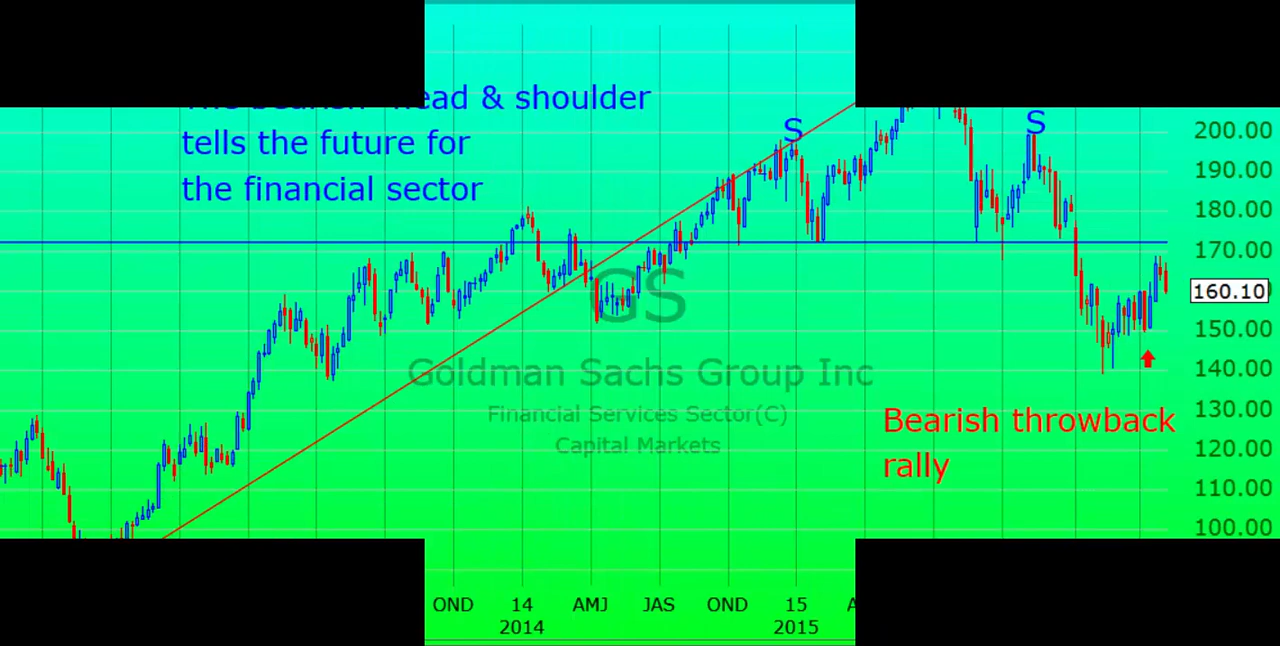 & shoulder
tells the future for
the financial sector
S
S
200.00
190.00
180.00
170.00
160.10
150.00
140.00
130.00
120.00
110.00
100.00
GS
Goldman Sachs Group Inc
Financial Services Sector(C)
Capital Markets
Bearish throwback
rally
OND 14 AMJ JAS OND 15
2014 2015